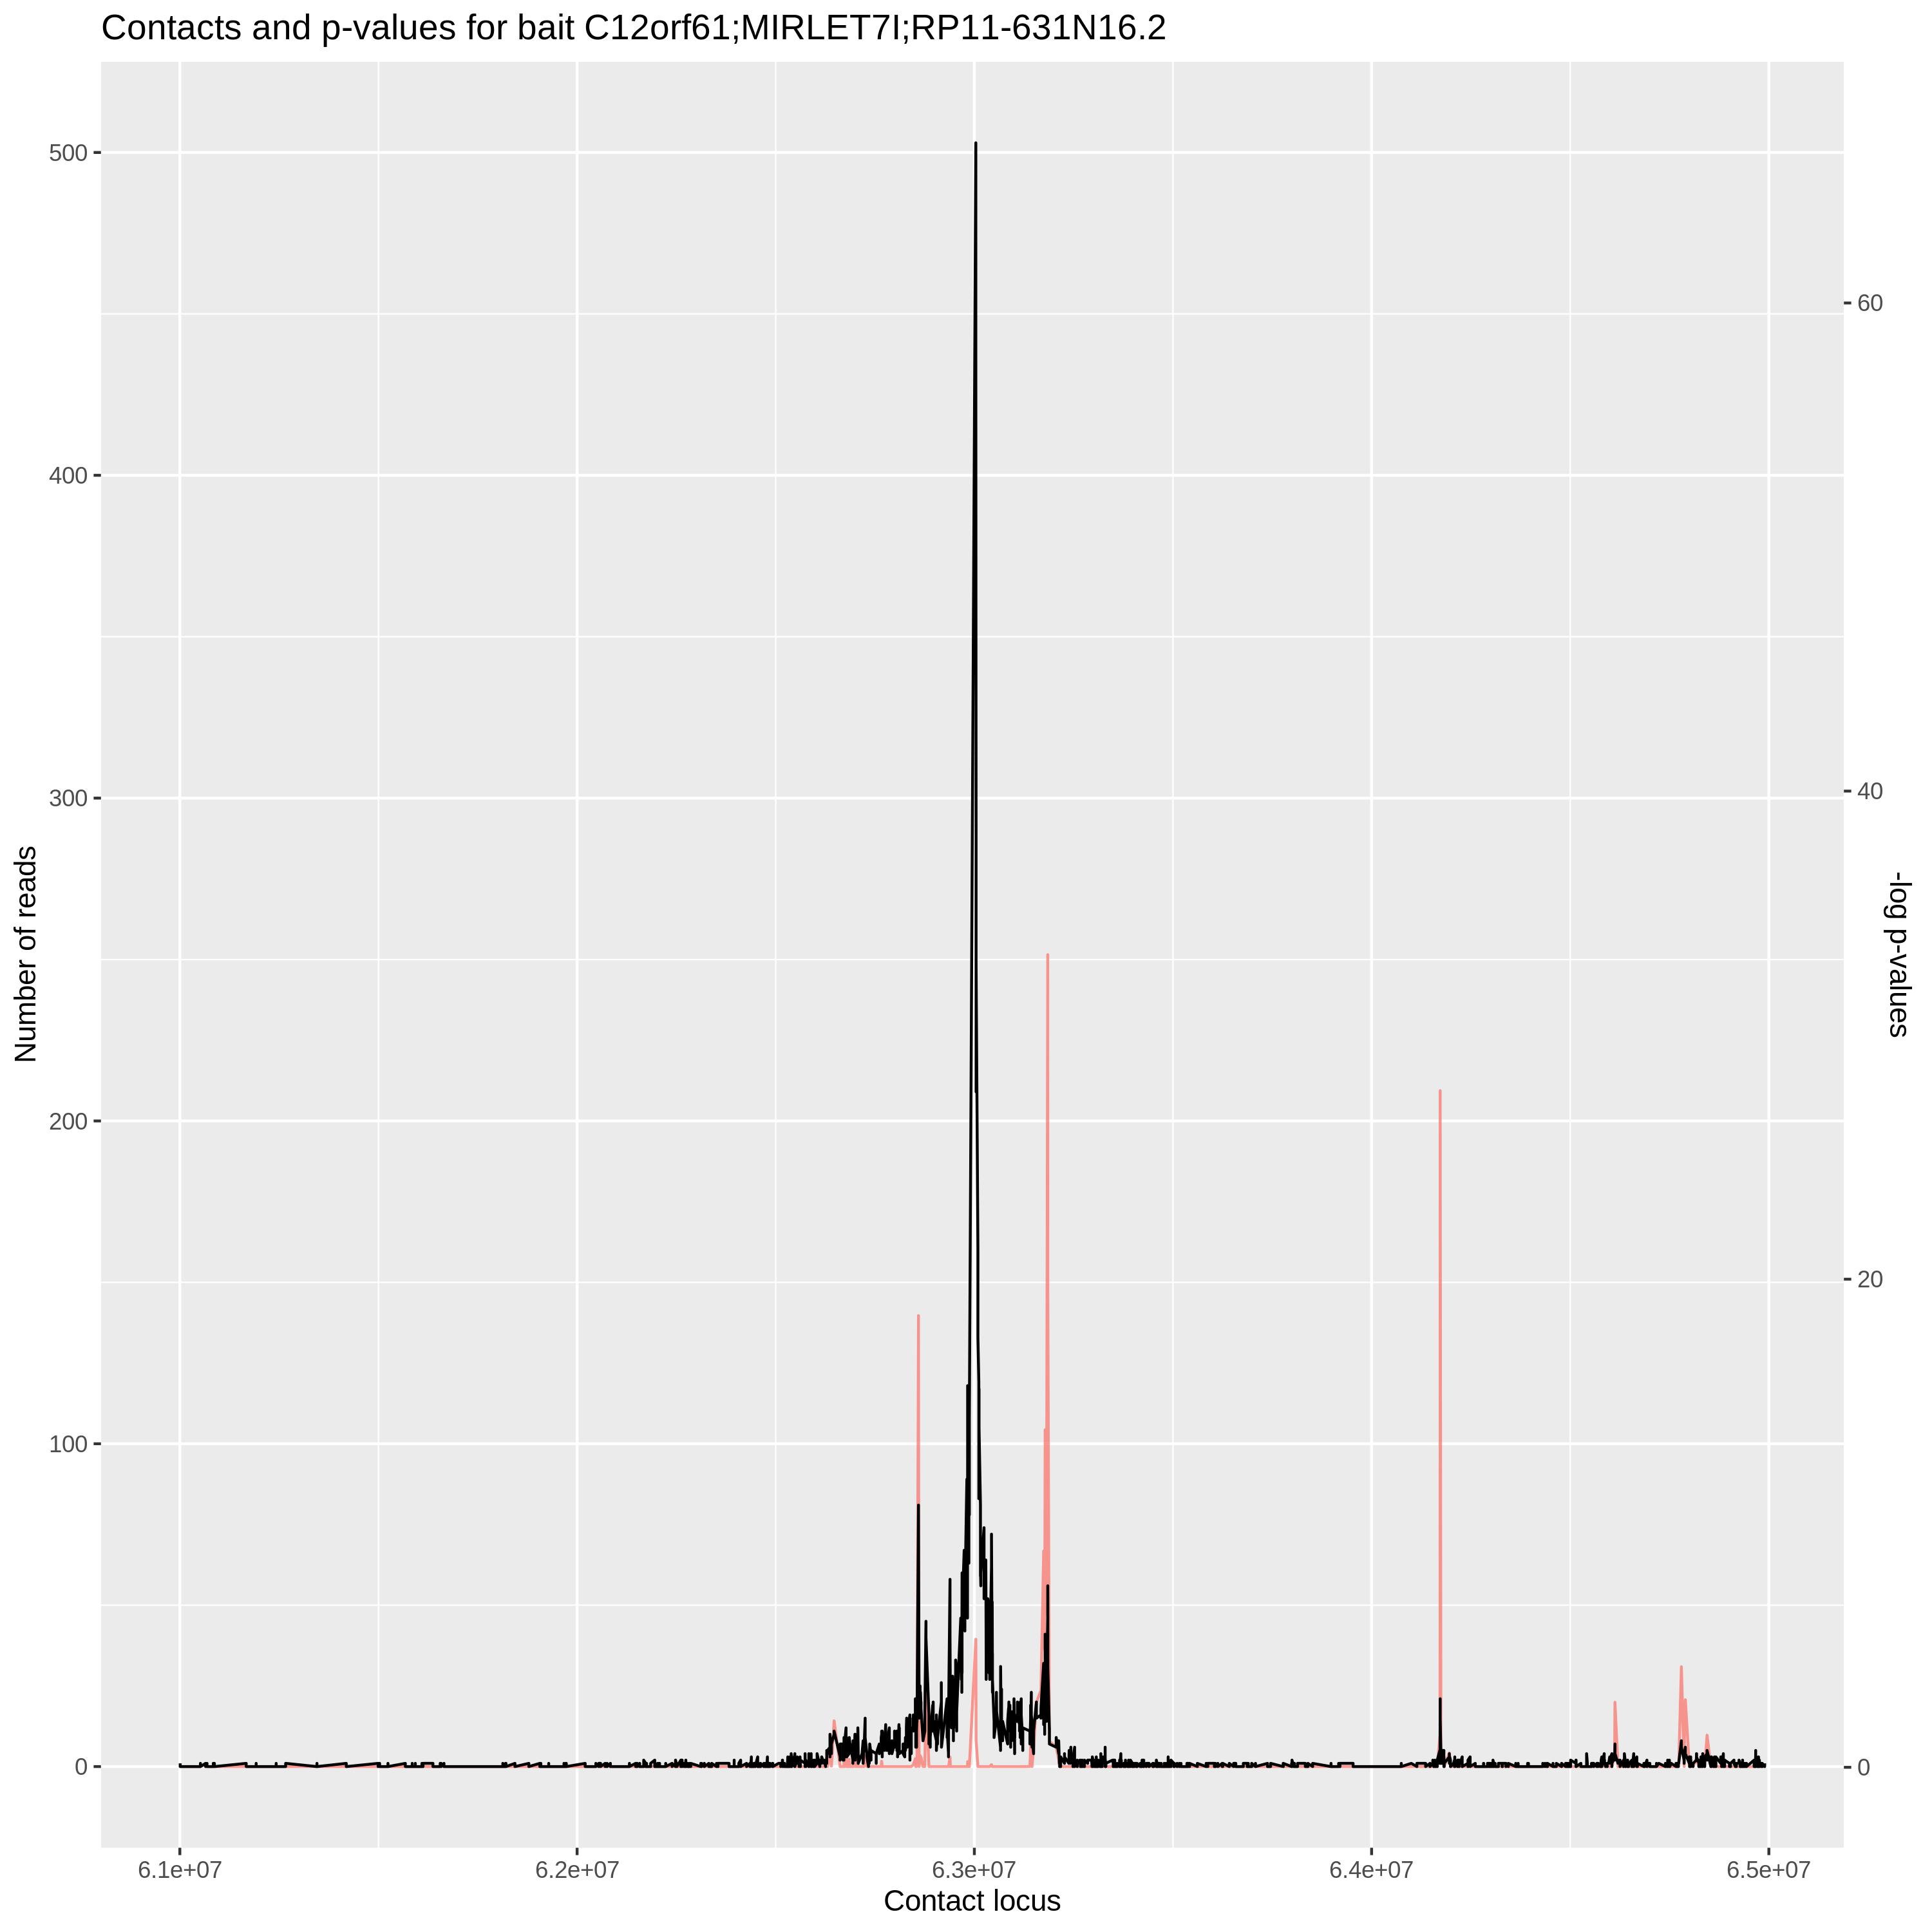 Contacts and p-values for bait C12orf61;MIRLET7I;RP11-631N16.2
500
400
300
200
100
0
Number of reads
60
40
20
0
-log p-values
6.1e+07
6.2e+07
6.3e+07
6.4e+07
6.5e+07
Contact locus